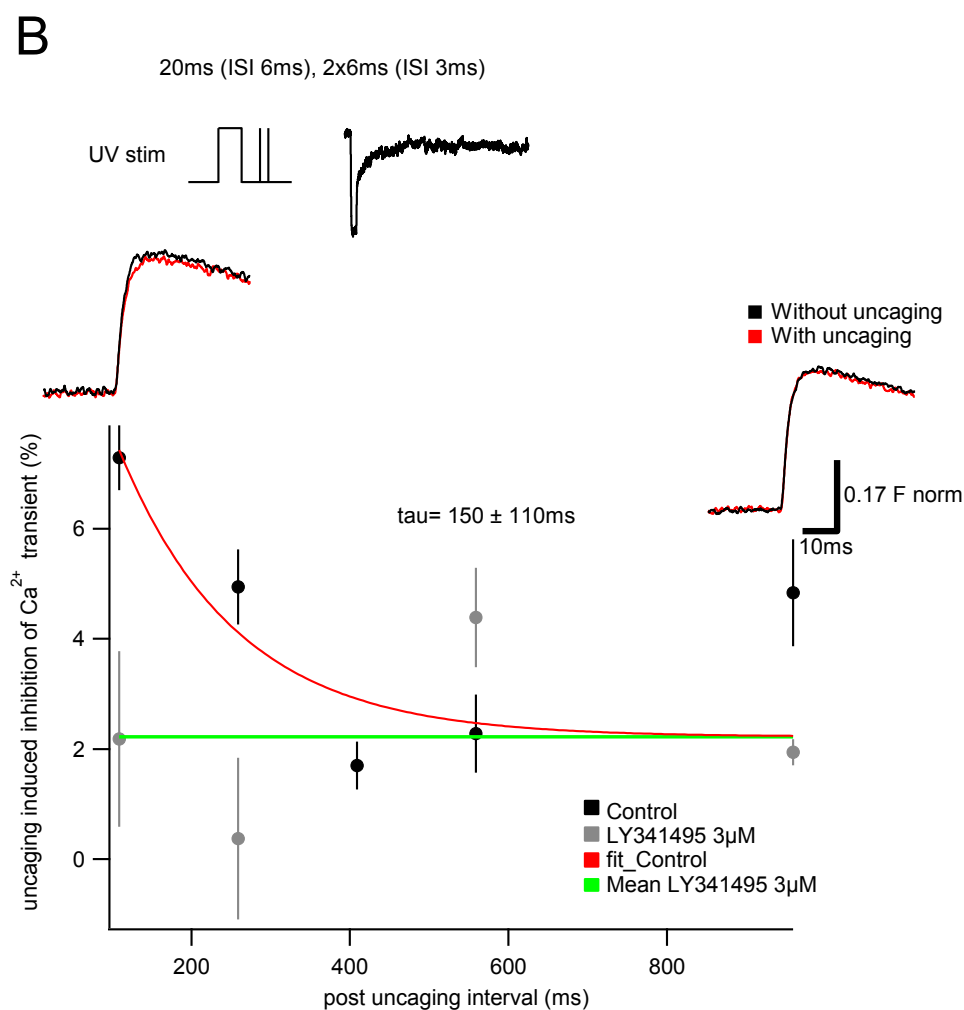 B
20ms (ISI 6ms), 2x6ms (ISI 3ms)
UV stim
Without uncaging
With uncaging
0.17 F norm
10ms
tau= 150 ± 110ms
uncaging induced inhibition of Ca²⁺ transient (%)
6
4
2
0
Control
LY341495 3µM
fit_Control
Mean LY341495 3µM
200
400
600
800
post uncaging interval (ms)